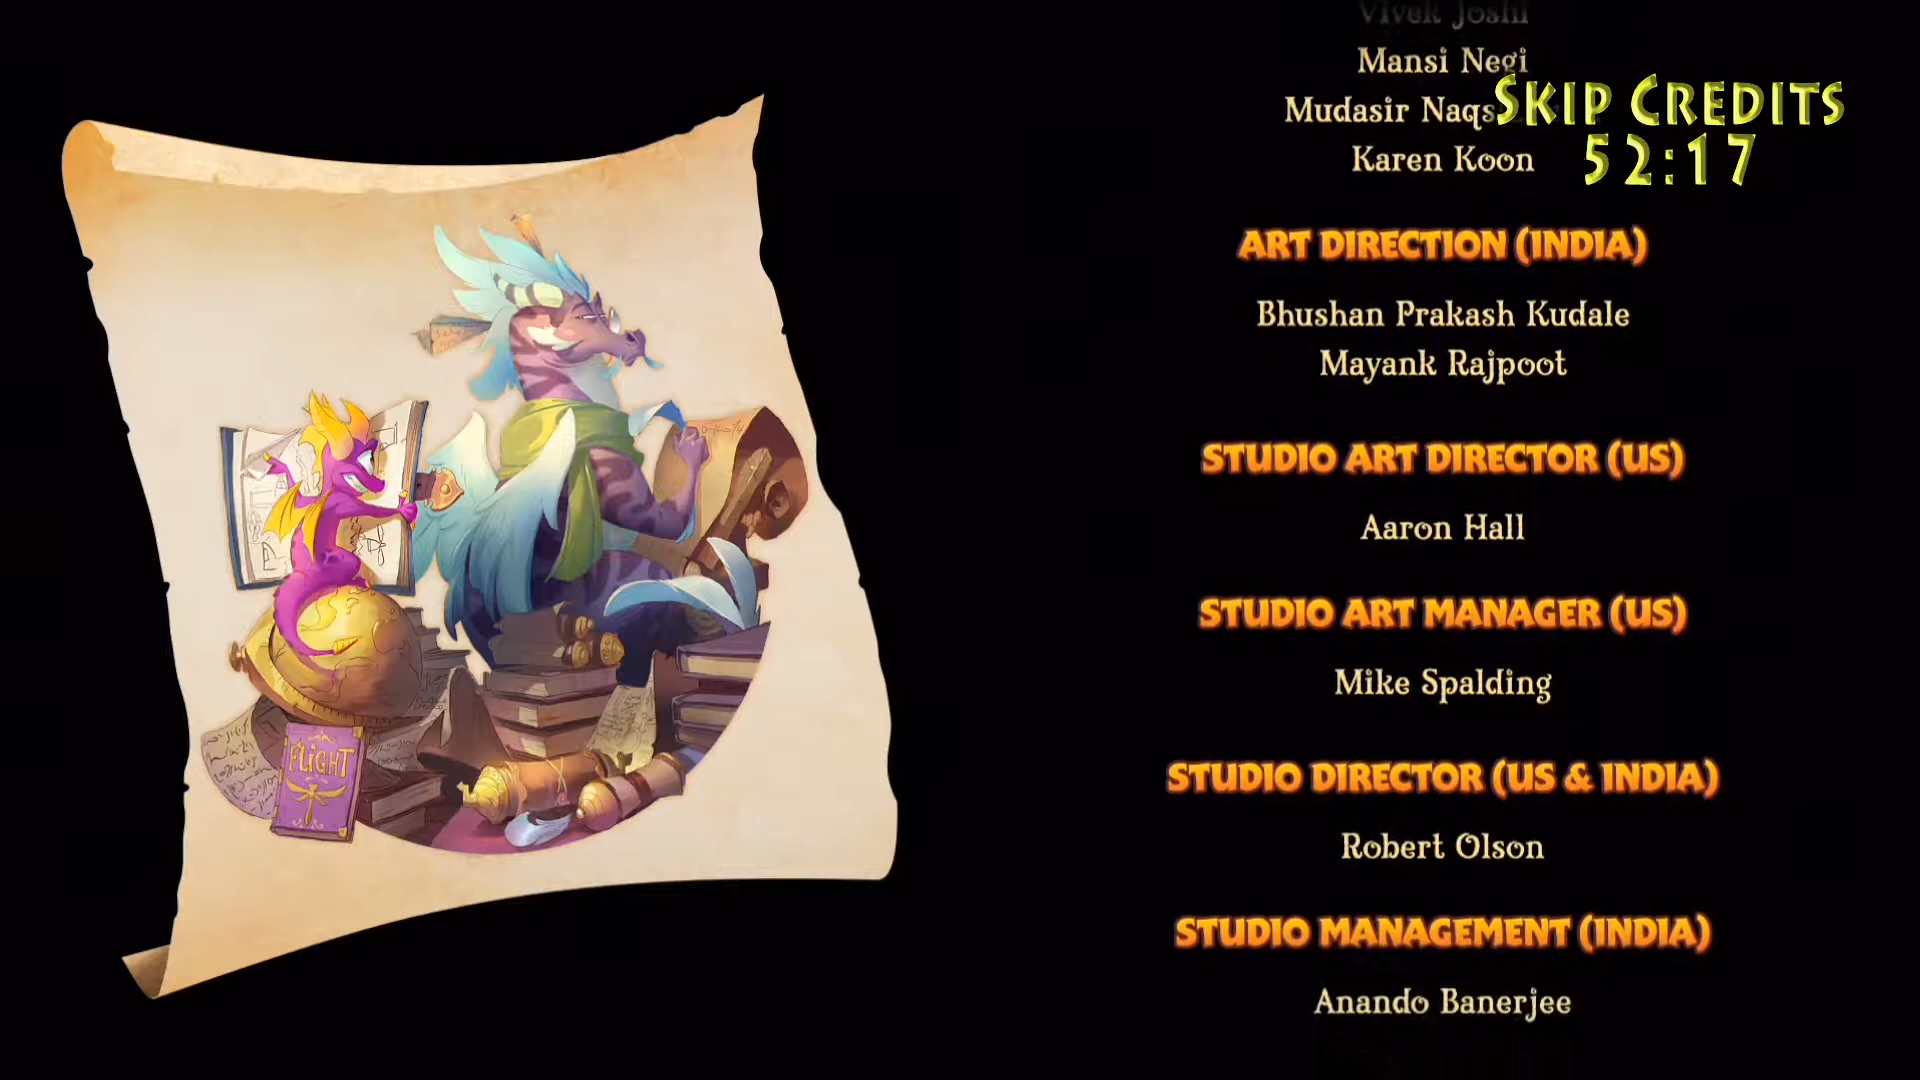 Vivek Joshi
Mansi Negi
Mudasir Naqs
Karen Koon
Skip Credits
52:17
ART DIRECTION (INDIA)
Bhushan Prakash Kudale
Mayank Rajpoot
STUDIO ART DIRECTOR (US)
Aaron Hall
STUDIO ART MANAGER (US)
Mike Spalding
STUDIO DIRECTOR (US & INDIA)
Robert Olson
STUDIO MANAGEMENT (INDIA)
Anando Banerjee
FLIGHT